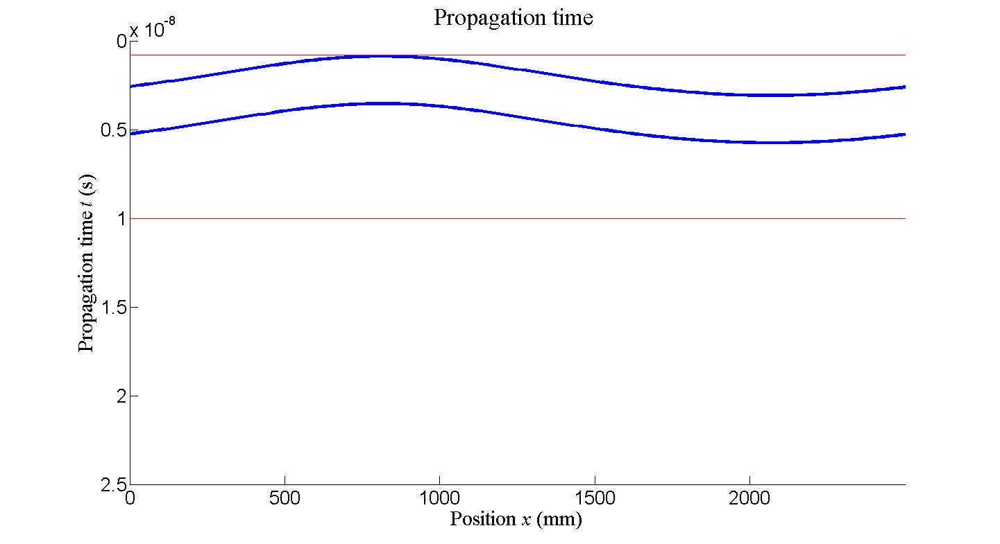 Propagation time
x 10-8
0
0.5
1
1.5
2
2.5
Propagation time t (s)
0 500 1000 1500 2000
Position x (mm)